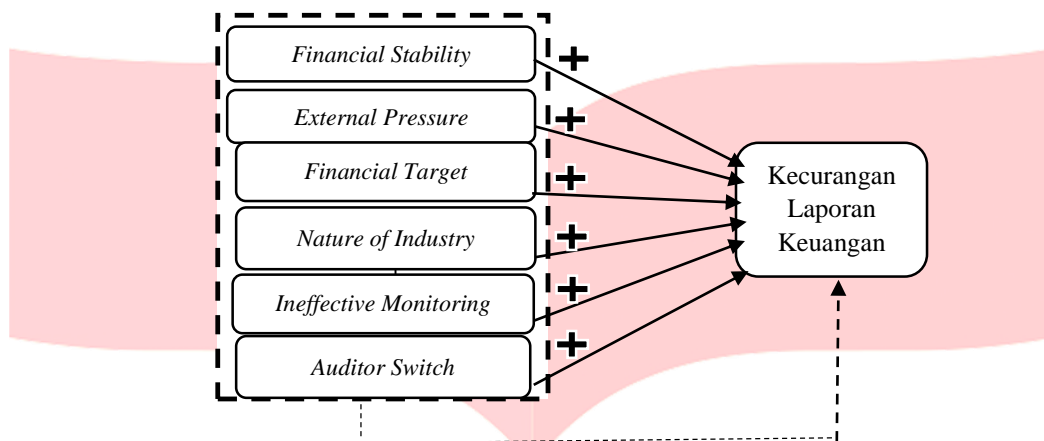 Financial Stability
+
External Pressure
+
Financial Target
+
Nature of Industry
+
Ineffective Monitoring
+
Auditor Switch
+
Kecurangan
Laporan
Keuangan